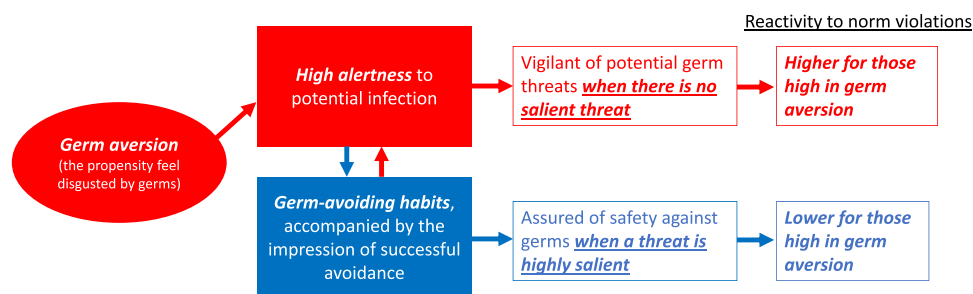 Reactivity to norm violations
Germ aversion
(the propensity feel
disgusted by germs)
High alertness to
potential infection
Vigilant of potential germ
threats when there is no
salient threat
Higher for those
high in germ
aversion
Germ-avoiding habits,
accompanied by the
impression of successful
avoidance
Assured of safety against
germs when a threat is
highly salient
Lower for those
high in germ
aversion